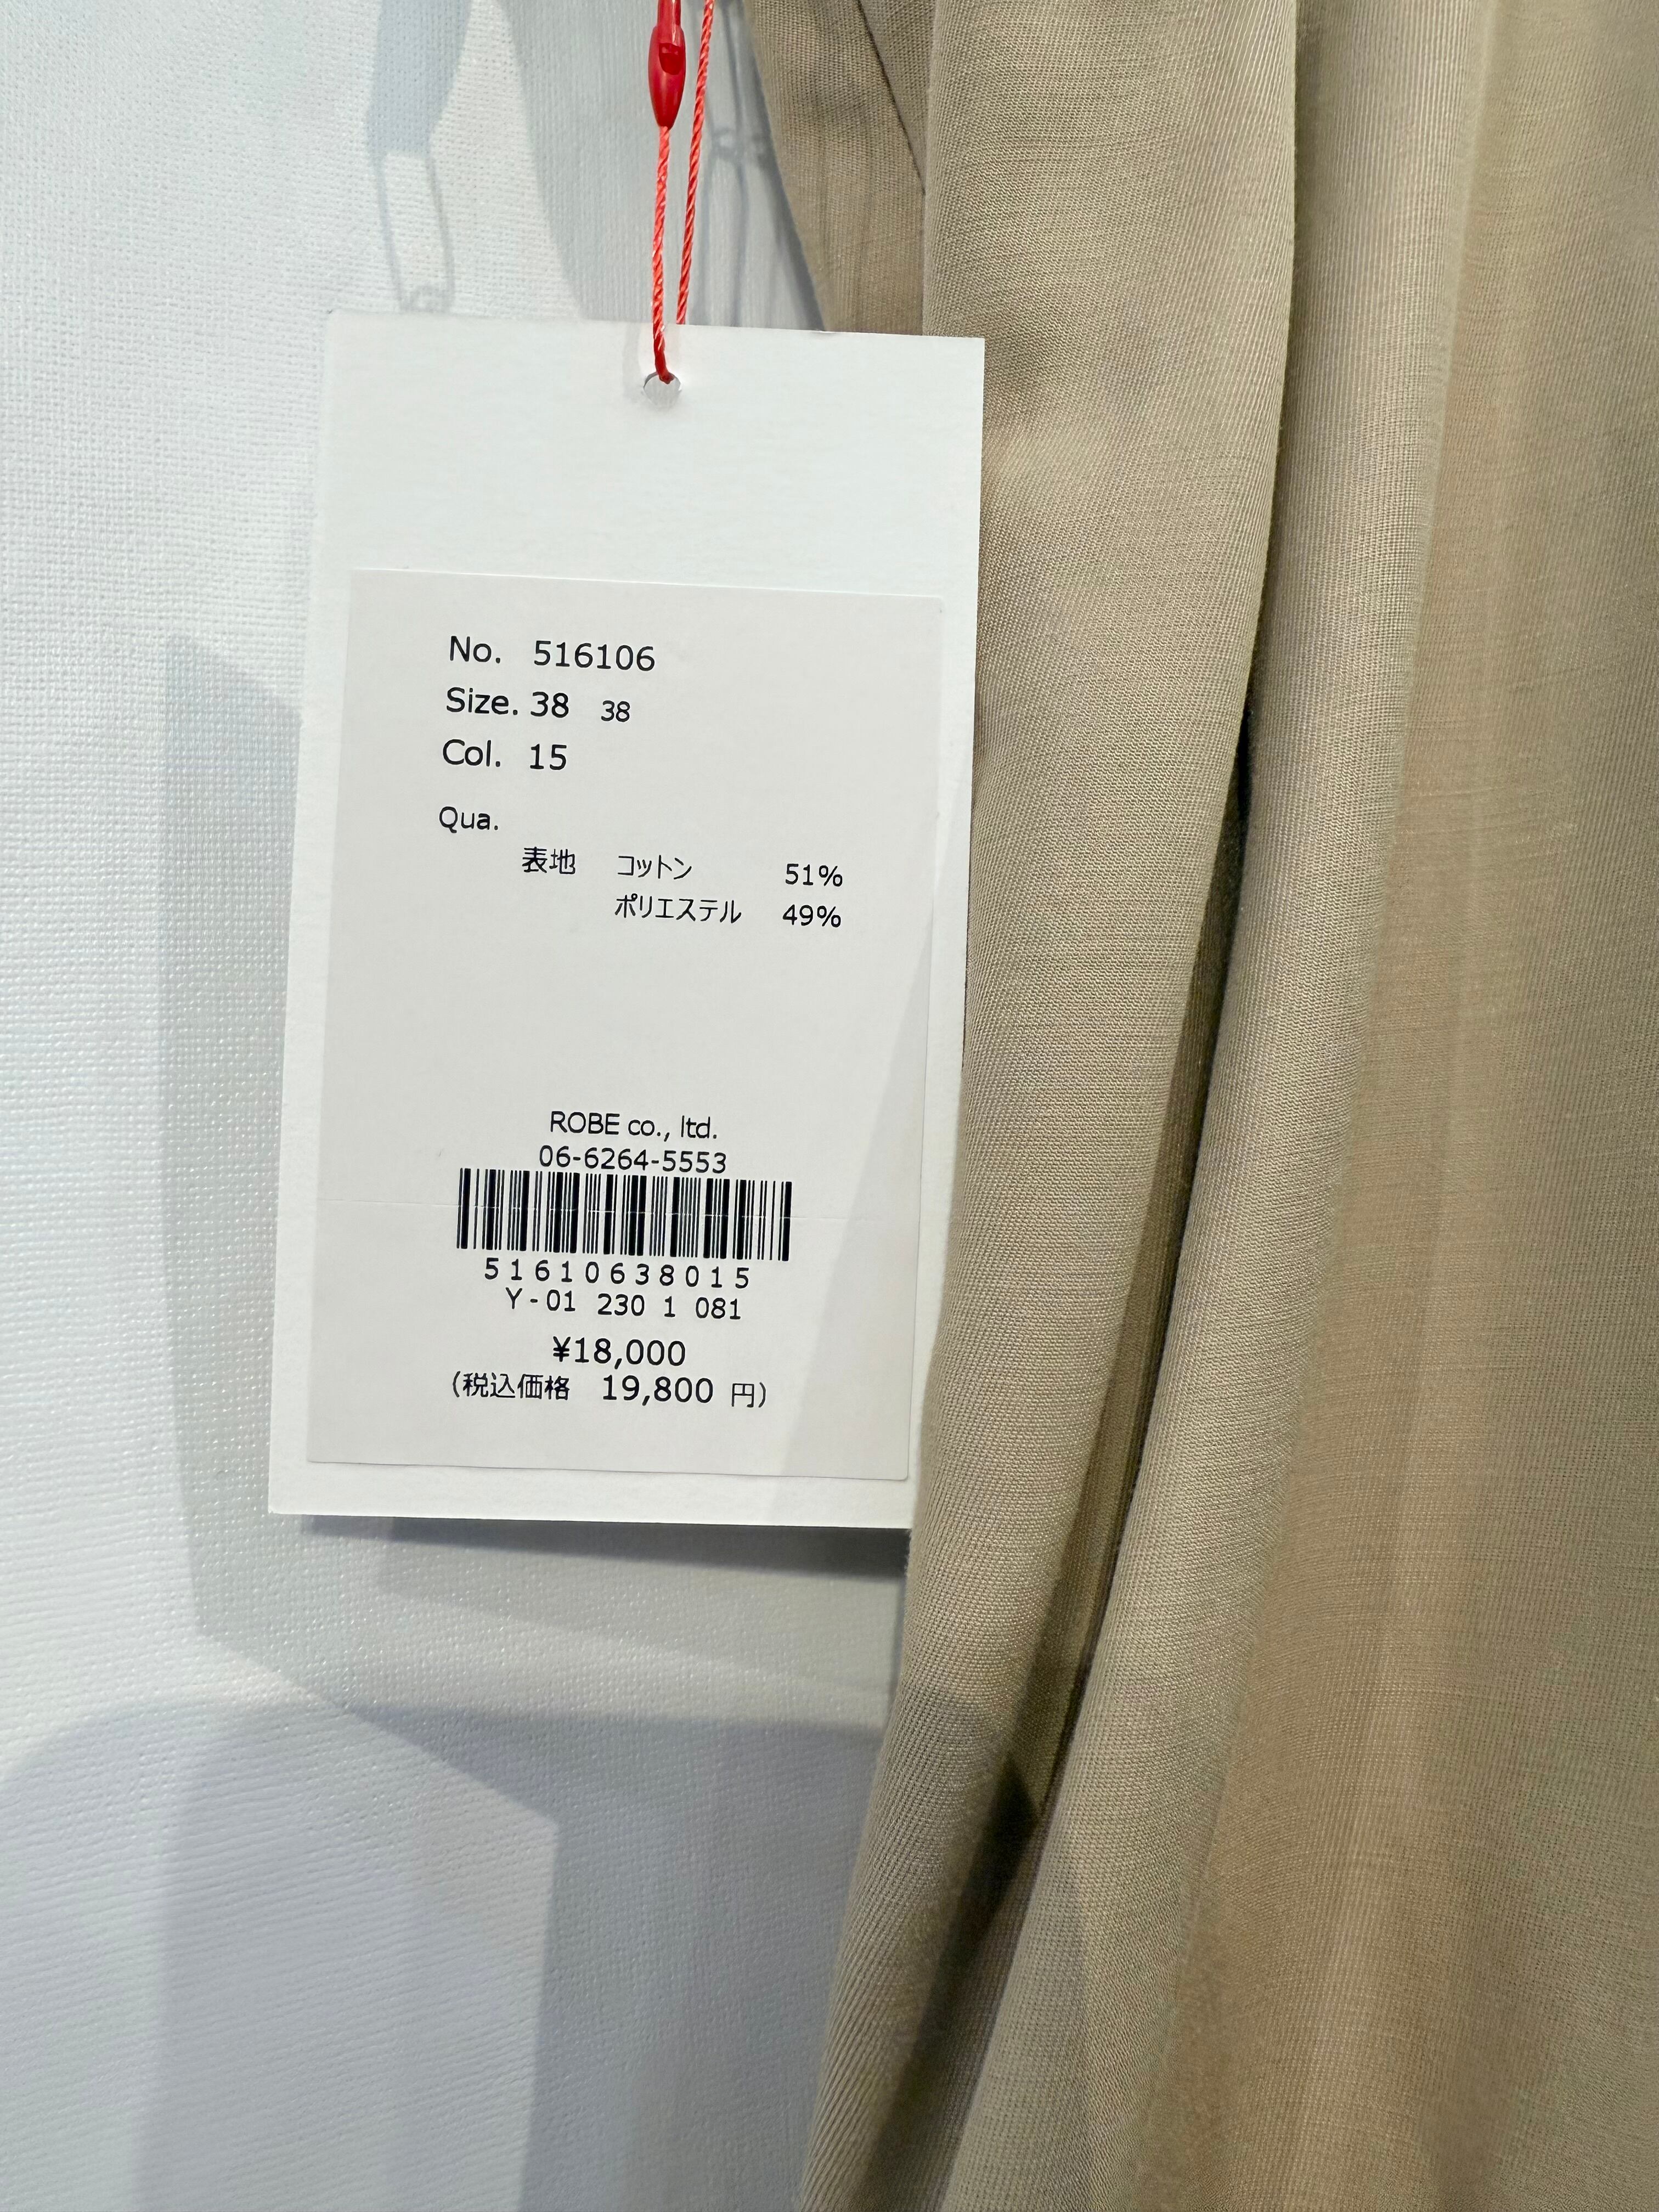 No. 516106
Size. 38 38
Col. 15
Qua.
表地 コットン 51%
ポリエステル 49%
ROBE co., ltd.
06-6264-5553
51610638015
Y-01 230 1 081
¥18,000
(税込価格 19,800 円)